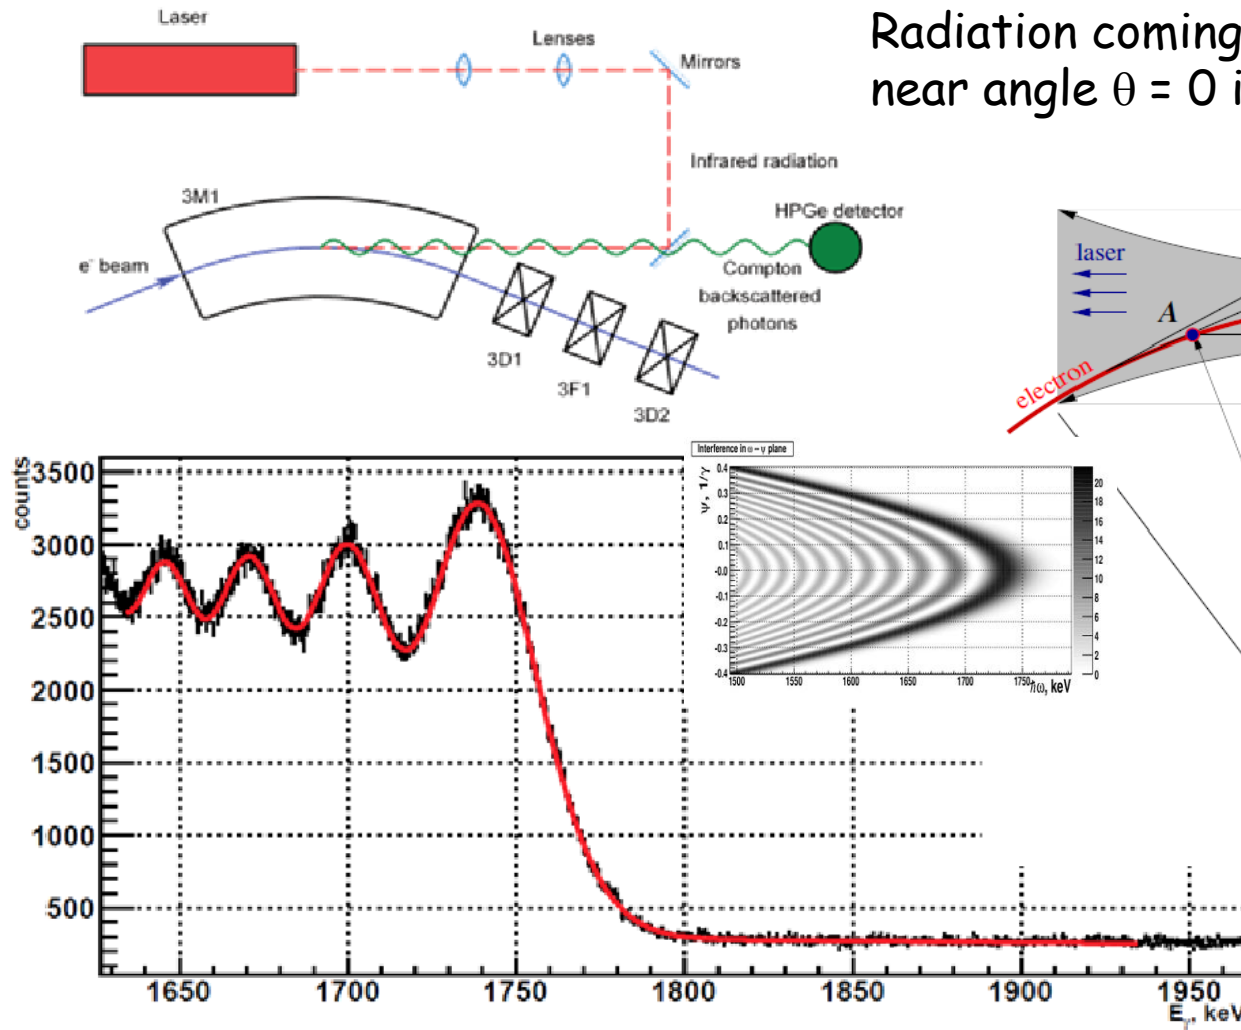 Laser
Lenses
Mirrors
Radiation coming
near angle θ = 0 i
Infrared radiation
3M1
HPGe detector
e⁻ beam
Compton
backscattered
photons
3D1
3F1
3D2
laser
A
electron
counts
3500
3000
2500
2000
1500
1000
500
1650
1700
1750
1800
1850
1900
1950
Eγ, keV
Interference in ω – ψ plane
ψ, 1/γ
0.4
0.3
0.2
0.1
-0.0
-0.1
-0.2
-0.3
-0.4
1500
1550
1600
1650
1700
1750
ħω, keV
20
18
16
14
12
10
8
6
4
2
0